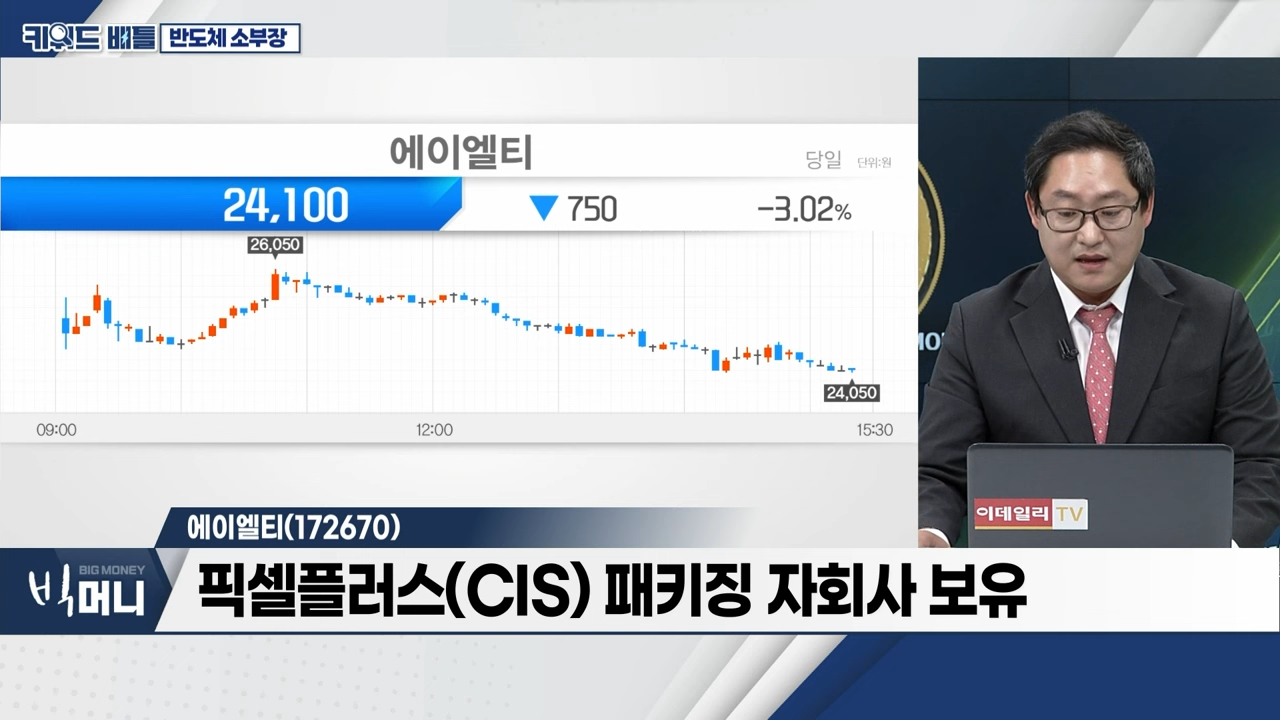 키워드 배틀 반도체 소부장
에이엘티
당일 단위:원
24,100 ▼ 750 -3.02%
26,050
24,050
09:00 12:00 15:30
이데일리 TV
에이엘티(172670)
BIG MONEY
빅머니
픽셀플러스(CIS) 패키징 자회사 보유